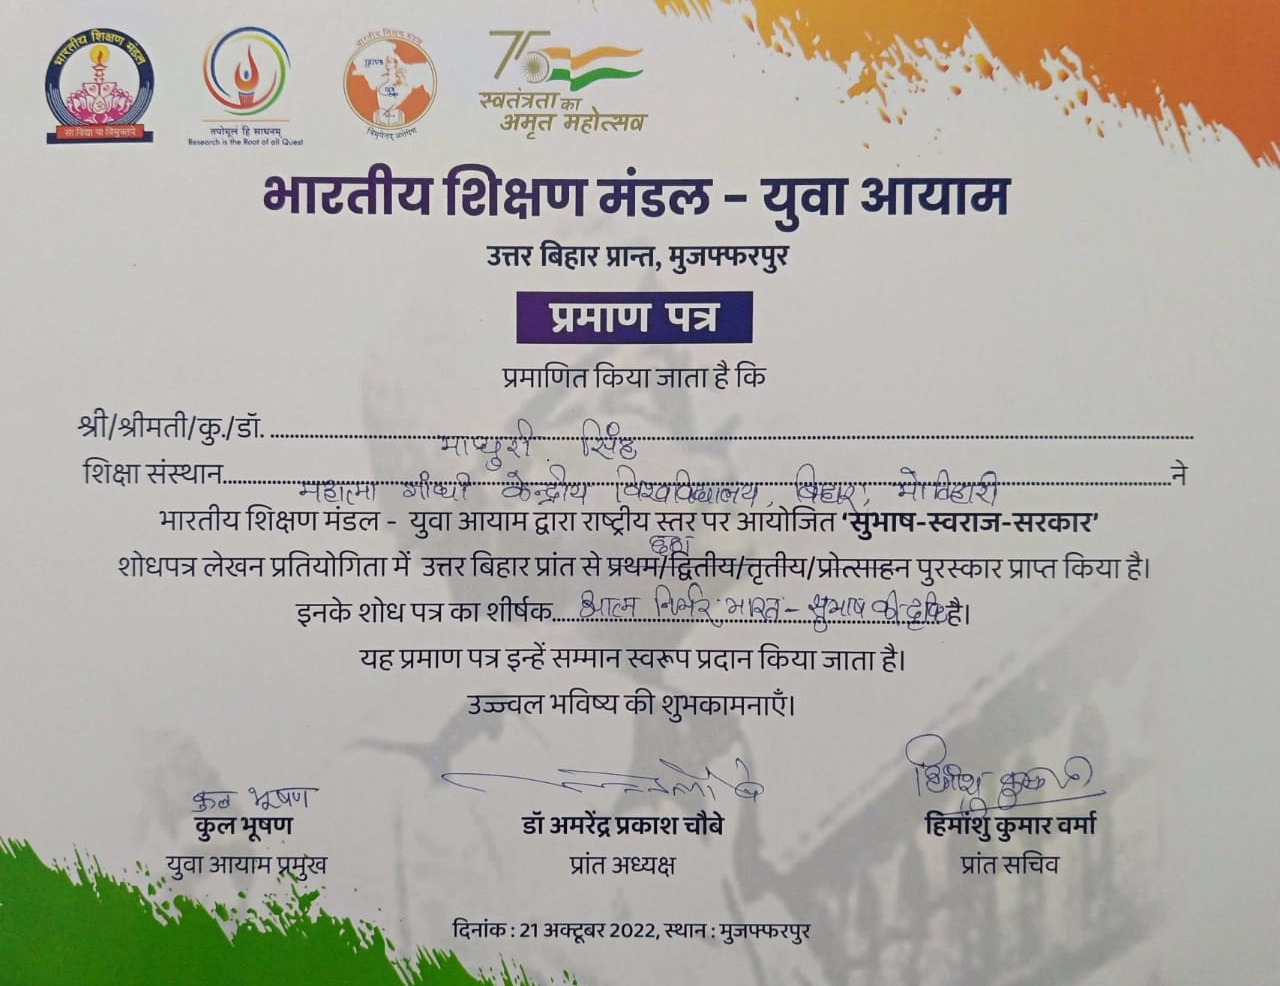 भारतीय शिक्षण मंडल
सा विद्या या विमुक्तये
तपोमूलं हि साधनम्
Research is the Root of all Quest
75
स्वतंत्रता का
अमृत महोत्सव
भारतीय शिक्षण मंडल - युवा आयाम
उत्तर बिहार प्रान्त, मुजफ्फरपुर
प्रमाण पत्र
प्रमाणित किया जाता है कि
श्री/श्रीमती/कु./डॉ. माधुरी सिंह
शिक्षा संस्थान महात्मा गाँधी केन्द्रीय विश्वविद्यालय, बिहार, मोतिहारी ने
भारतीय शिक्षण मंडल - युवा आयाम द्वारा राष्ट्रीय स्तर पर आयोजित ‘सुभाष-स्वराज-सरकार’
शोधपत्र लेखन प्रतियोगिता में उत्तर बिहार प्रांत से प्रथम/द्वितीय/तृत्तीय/प्रोत्साहन पुरस्कार प्राप्त किया है।
इनके शोध पत्र का शीर्षक आत्म निर्भर भारत - सुभाष की दृष्टि है।
यह प्रमाण पत्र इन्हें सम्मान स्वरूप प्रदान किया जाता है।
उज्ज्वल भविष्य की शुभकामनाएँ।
कुल भूषण
कुल भूषण
डॉ अमरेंद्र प्रकाश चौबे
हिमांशु कुमार वर्मा
युवा आयाम प्रमुख
प्रांत अध्यक्ष
प्रांत सचिव
दिनांक : 21 अक्टूबर 2022, स्थान : मुजफ्फरपुर